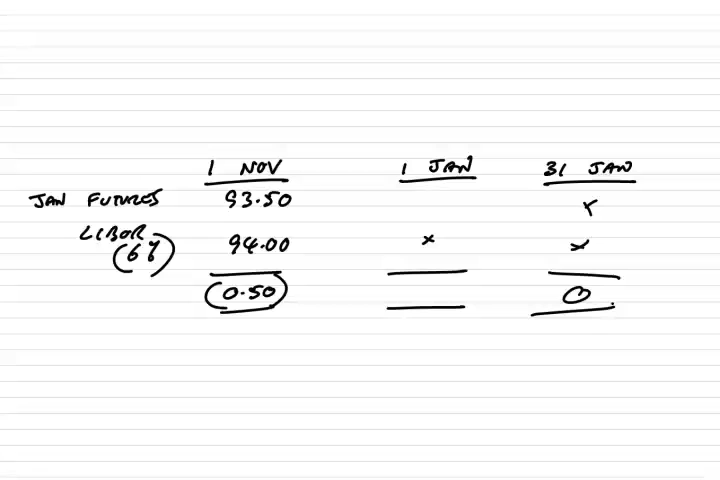 1 NOV 1 JAN 31 JAN
JAN FUTURES 93.50 x
LIBOR 94.00 x x
(6%)
(0.50) 0